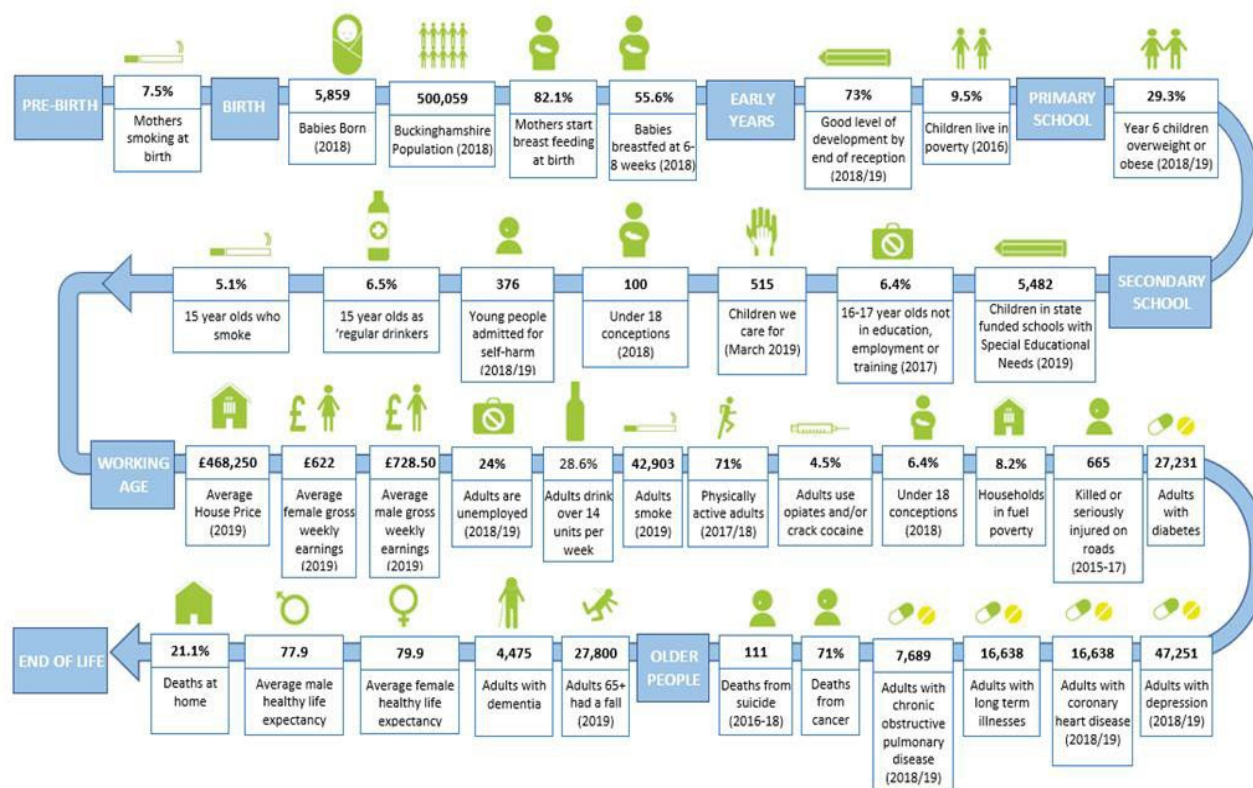 PRE-BIRTH
7.5%
Mothers
smoking at
birth
BIRTH
5,859
Babies Born
(2018)
500,059
Buckinghamshire
Population (2018)
82.1%
Mothers start
breast feeding
at birth
55.6%
Babies
breastfed at 6-
8 weeks (2018)
EARLY
YEARS
73%
Good level of
development by
end of reception
(2018/19)
9.5%
Children live in
poverty (2016)
PRIMARY
SCHOOL
29.3%
Year 6 children
overweight or
obese (2018/19)
SECONDARY
SCHOOL
5,482
Children in state
funded schools with
Special Educational
Needs (2019)
6.4%
16-17 year olds not
in education,
employment or
training (2017)
515
Children we
care for
(March 2019)
100
Under 18
conceptions
(2018)
376
Young people
admitted for
self-harm
(2018/19)
6.5%
15 year olds as
‘regular drinkers
5.1%
15 year olds who
smoke
WORKING
AGE
£468,250
Average
House Price
(2019)
£622
Average
female gross
weekly
earnings
(2019)
£728.50
Average
male gross
weekly
earnings
(2019)
24%
Adults are
unemployed
(2018/19)
28.6%
Adults drink
over 14
units per
week
42,903
Adults
smoke
(2019)
71%
Physically
active adults
(2017/18)
4.5%
Adults use
opiates and/or
crack cocaine
6.4%
Under 18
conceptions
(2018)
8.2%
Households
in fuel
poverty
665
Killed or
seriously
injured on
roads
(2015-17)
27,231
Adults
with
diabetes
47,251
Adults with
depression
(2018/19)
16,638
Adults with
coronary
heart disease
(2018/19)
16,638
Adults with
long term
illnesses
7,689
Adults with
chronic
obstructive
pulmonary
disease
(2018/19)
71%
Deaths
from
cancer
111
Deaths from
suicide
(2016-18)
OLDER
PEOPLE
27,800
Adults 65+
had a fall
(2019)
4,475
Adults with
dementia
79.9
Average female
healthy life
expectancy
77.9
Average male
healthy life
expectancy
21.1%
Deaths at
home
END OF LIFE